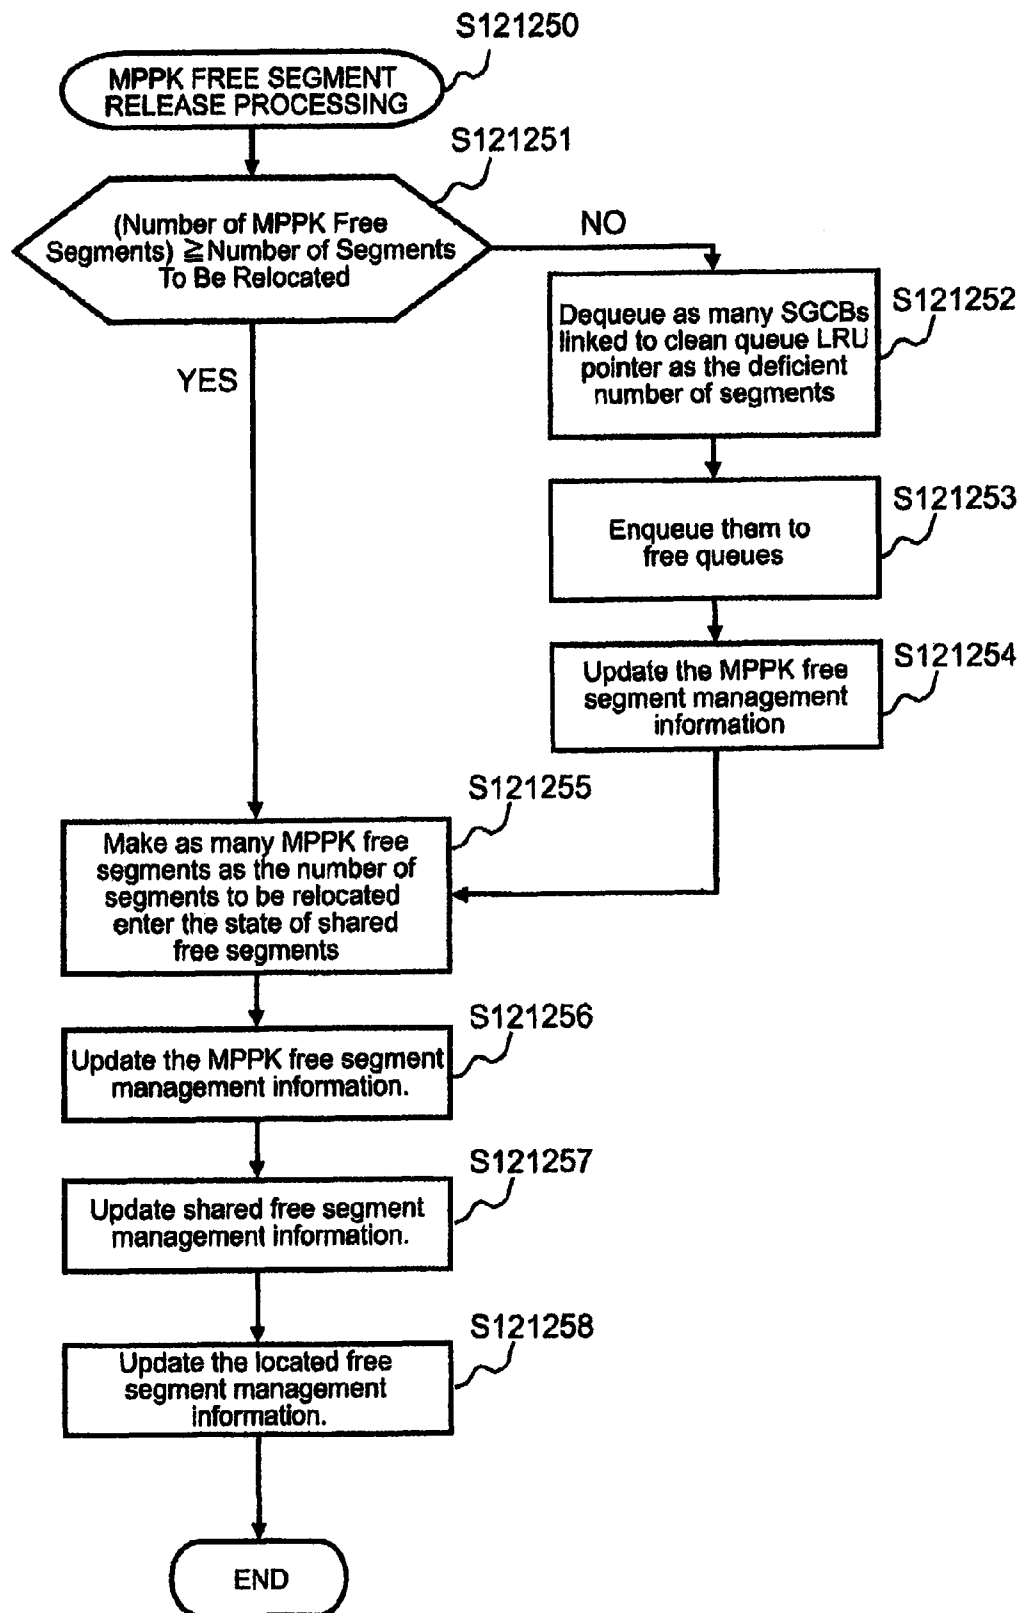 S121250
MPPK FREE SEGMENT
RELEASE PROCESSING
S121251
(Number of MPPK Free
Segments) ≧Number of Segments
To Be Relocated
NO
YES
S121252
Dequeue as many SGCBs
linked to clean queue LRU
pointer as the deficient
number of segments
S121253
Enqueue them to
free queues
S121254
Update the MPPK free
segment management
information
S121255
Make as many MPPK free
segments as the number of
segments to be relocated
enter the state of shared
free segments
S121256
Update the MPPK free segment
management information.
S121257
Update shared free segment
management information.
S121258
Update the located free
segment management
information.
END